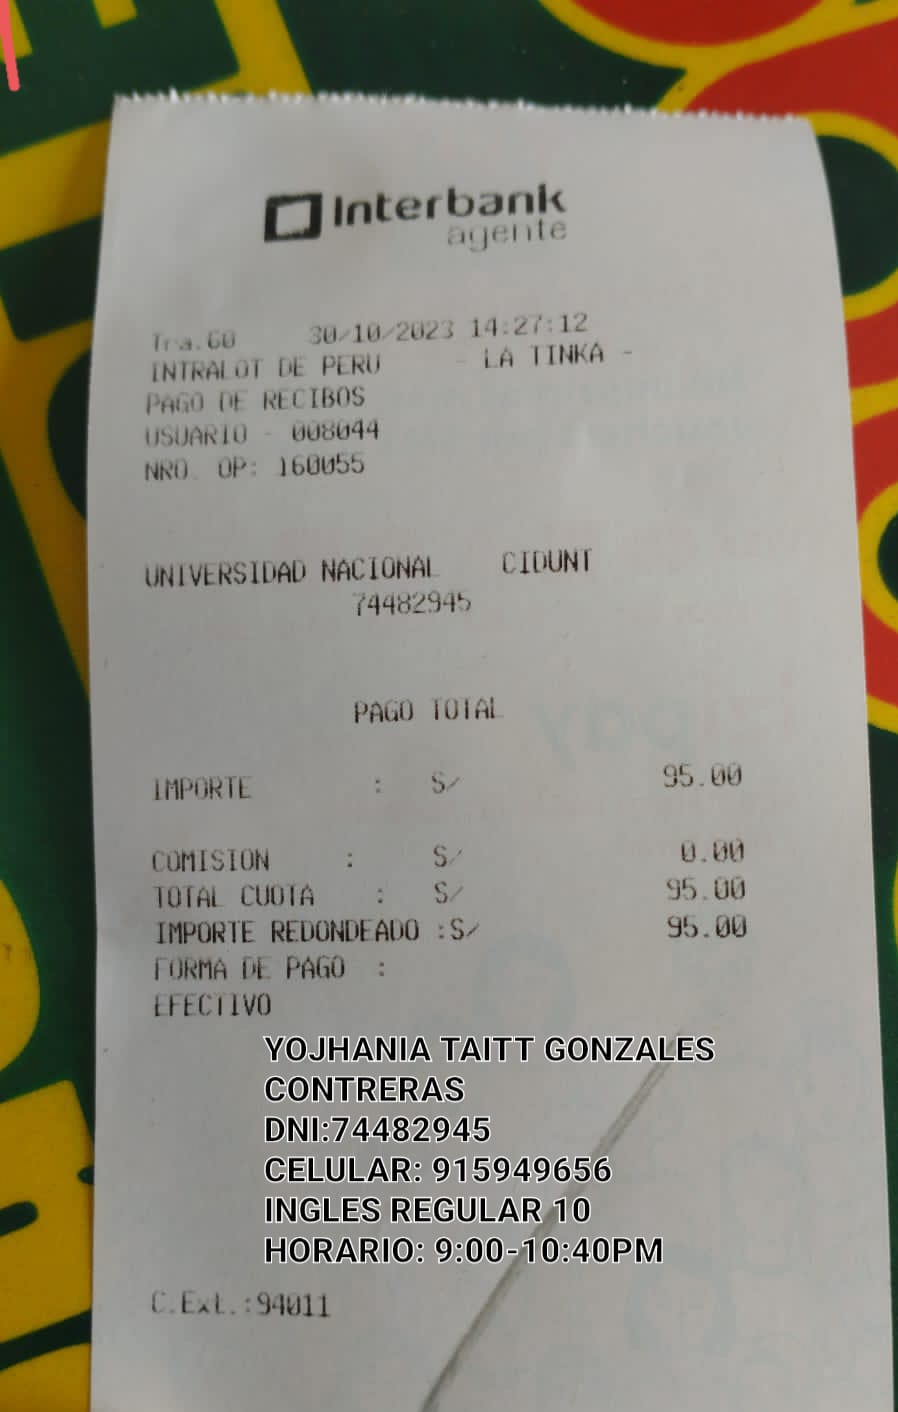 Interbank
agente
Tra.60 30/10/2023 14:27:12
INTRALOT DE PERU - LA TINKA -
PAGO DE RECIBOS
USUARIO - 008044
NRO. OP: 160055
UNIVERSIDAD NACIONAL CIDUNT
74482945
PAGO TOTAL
IMPORTE : S/ 95.00
COMISION : S/ 0.00
TOTAL CUOTA : S/ 95.00
IMPORTE REDONDEADO :S/ 95.00
FORMA DE PAGO :
EFECTIVO
YOJHANIA TAITT GONZALES
CONTRERAS
DNI:74482945
CELULAR: 915949656
INGLES REGULAR 10
HORARIO: 9:00-10:40PM
C.Ext.:94011